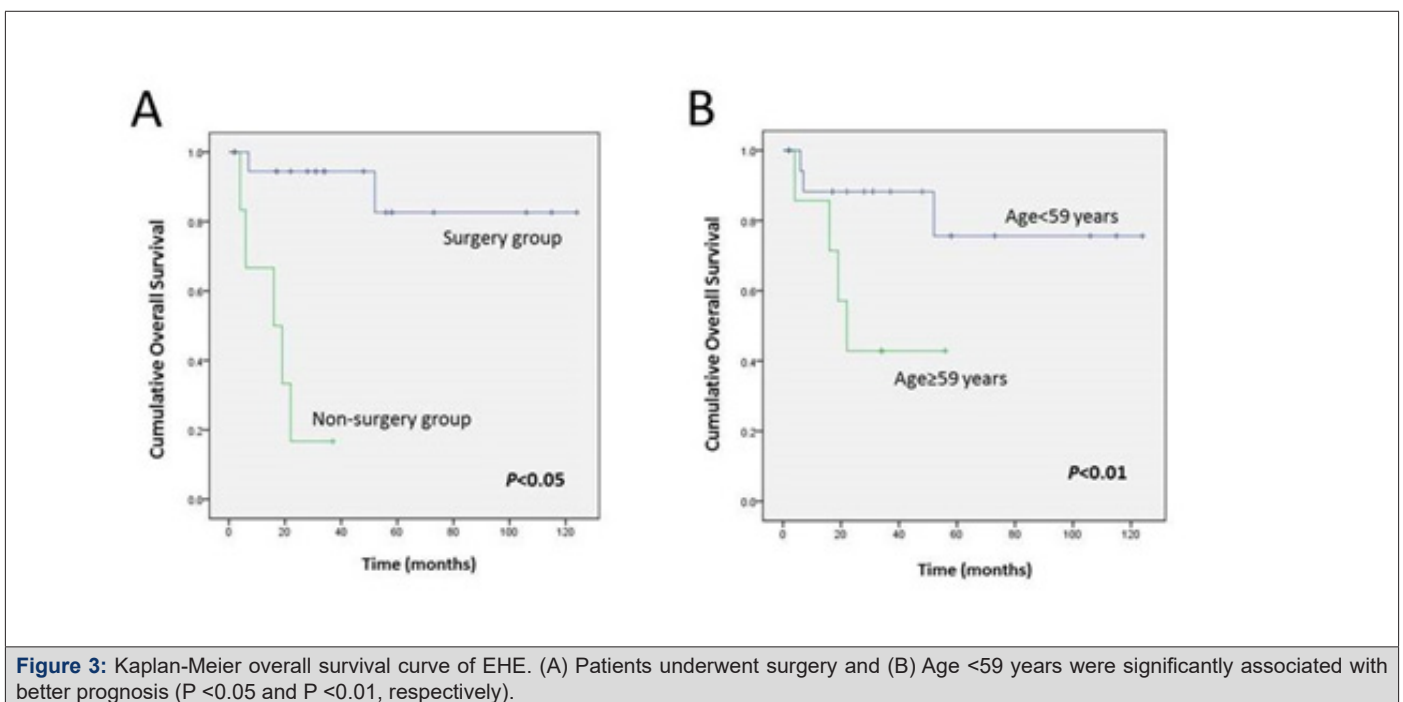 A
B
Cumulative Overall Survival
1.0
0.8
0.6
0.4
0.2
0.0
0 20 40 60 80 100 120
Surgery group
Non-surgery group
P<0.05
Time (months)
Cumulative Overall Survival
1.0
0.8
0.6
0.4
0.2
0.0
0 20 40 60 80 100 120
Age<59 years
Age≥59 years
P<0.01
Time (months)
Figure 3: Kaplan-Meier overall survival curve of EHE. (A) Patients underwent surgery and (B) Age <59 years were significantly associated with
better prognosis (P <0.05 and P <0.01, respectively).